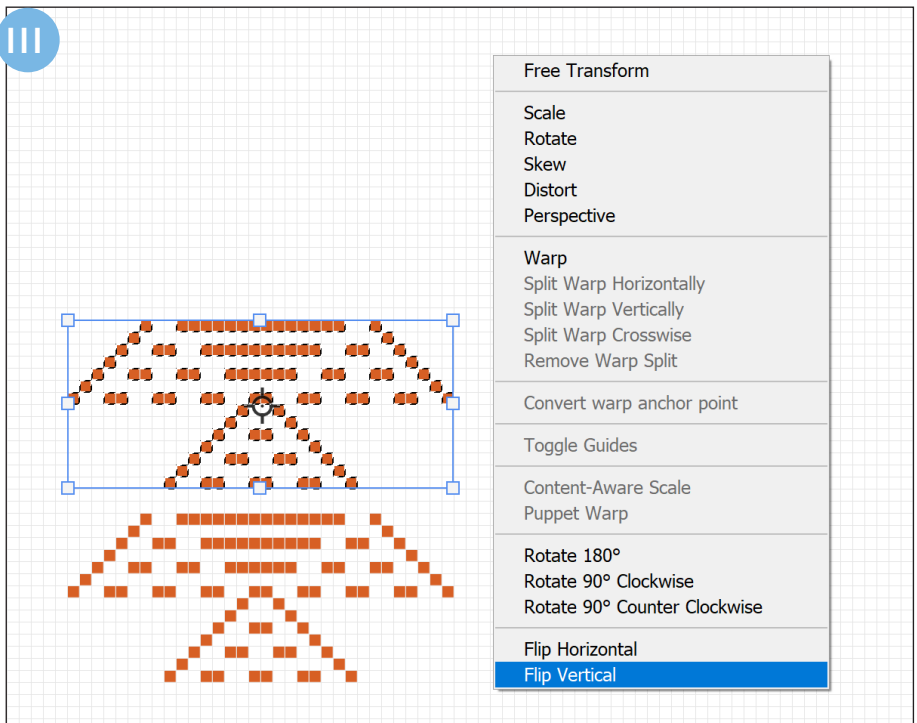 III
Free Transform
Scale
Rotate
Skew
Distort
Perspective
Warp
Split Warp Horizontally
Split Warp Vertically
Split Warp Crosswise
Remove Warp Split
Convert warp anchor point
Toggle Guides
Content-Aware Scale
Puppet Warp
Rotate 180°
Rotate 90° Clockwise
Rotate 90° Counter Clockwise
Flip Horizontal
Flip Vertical